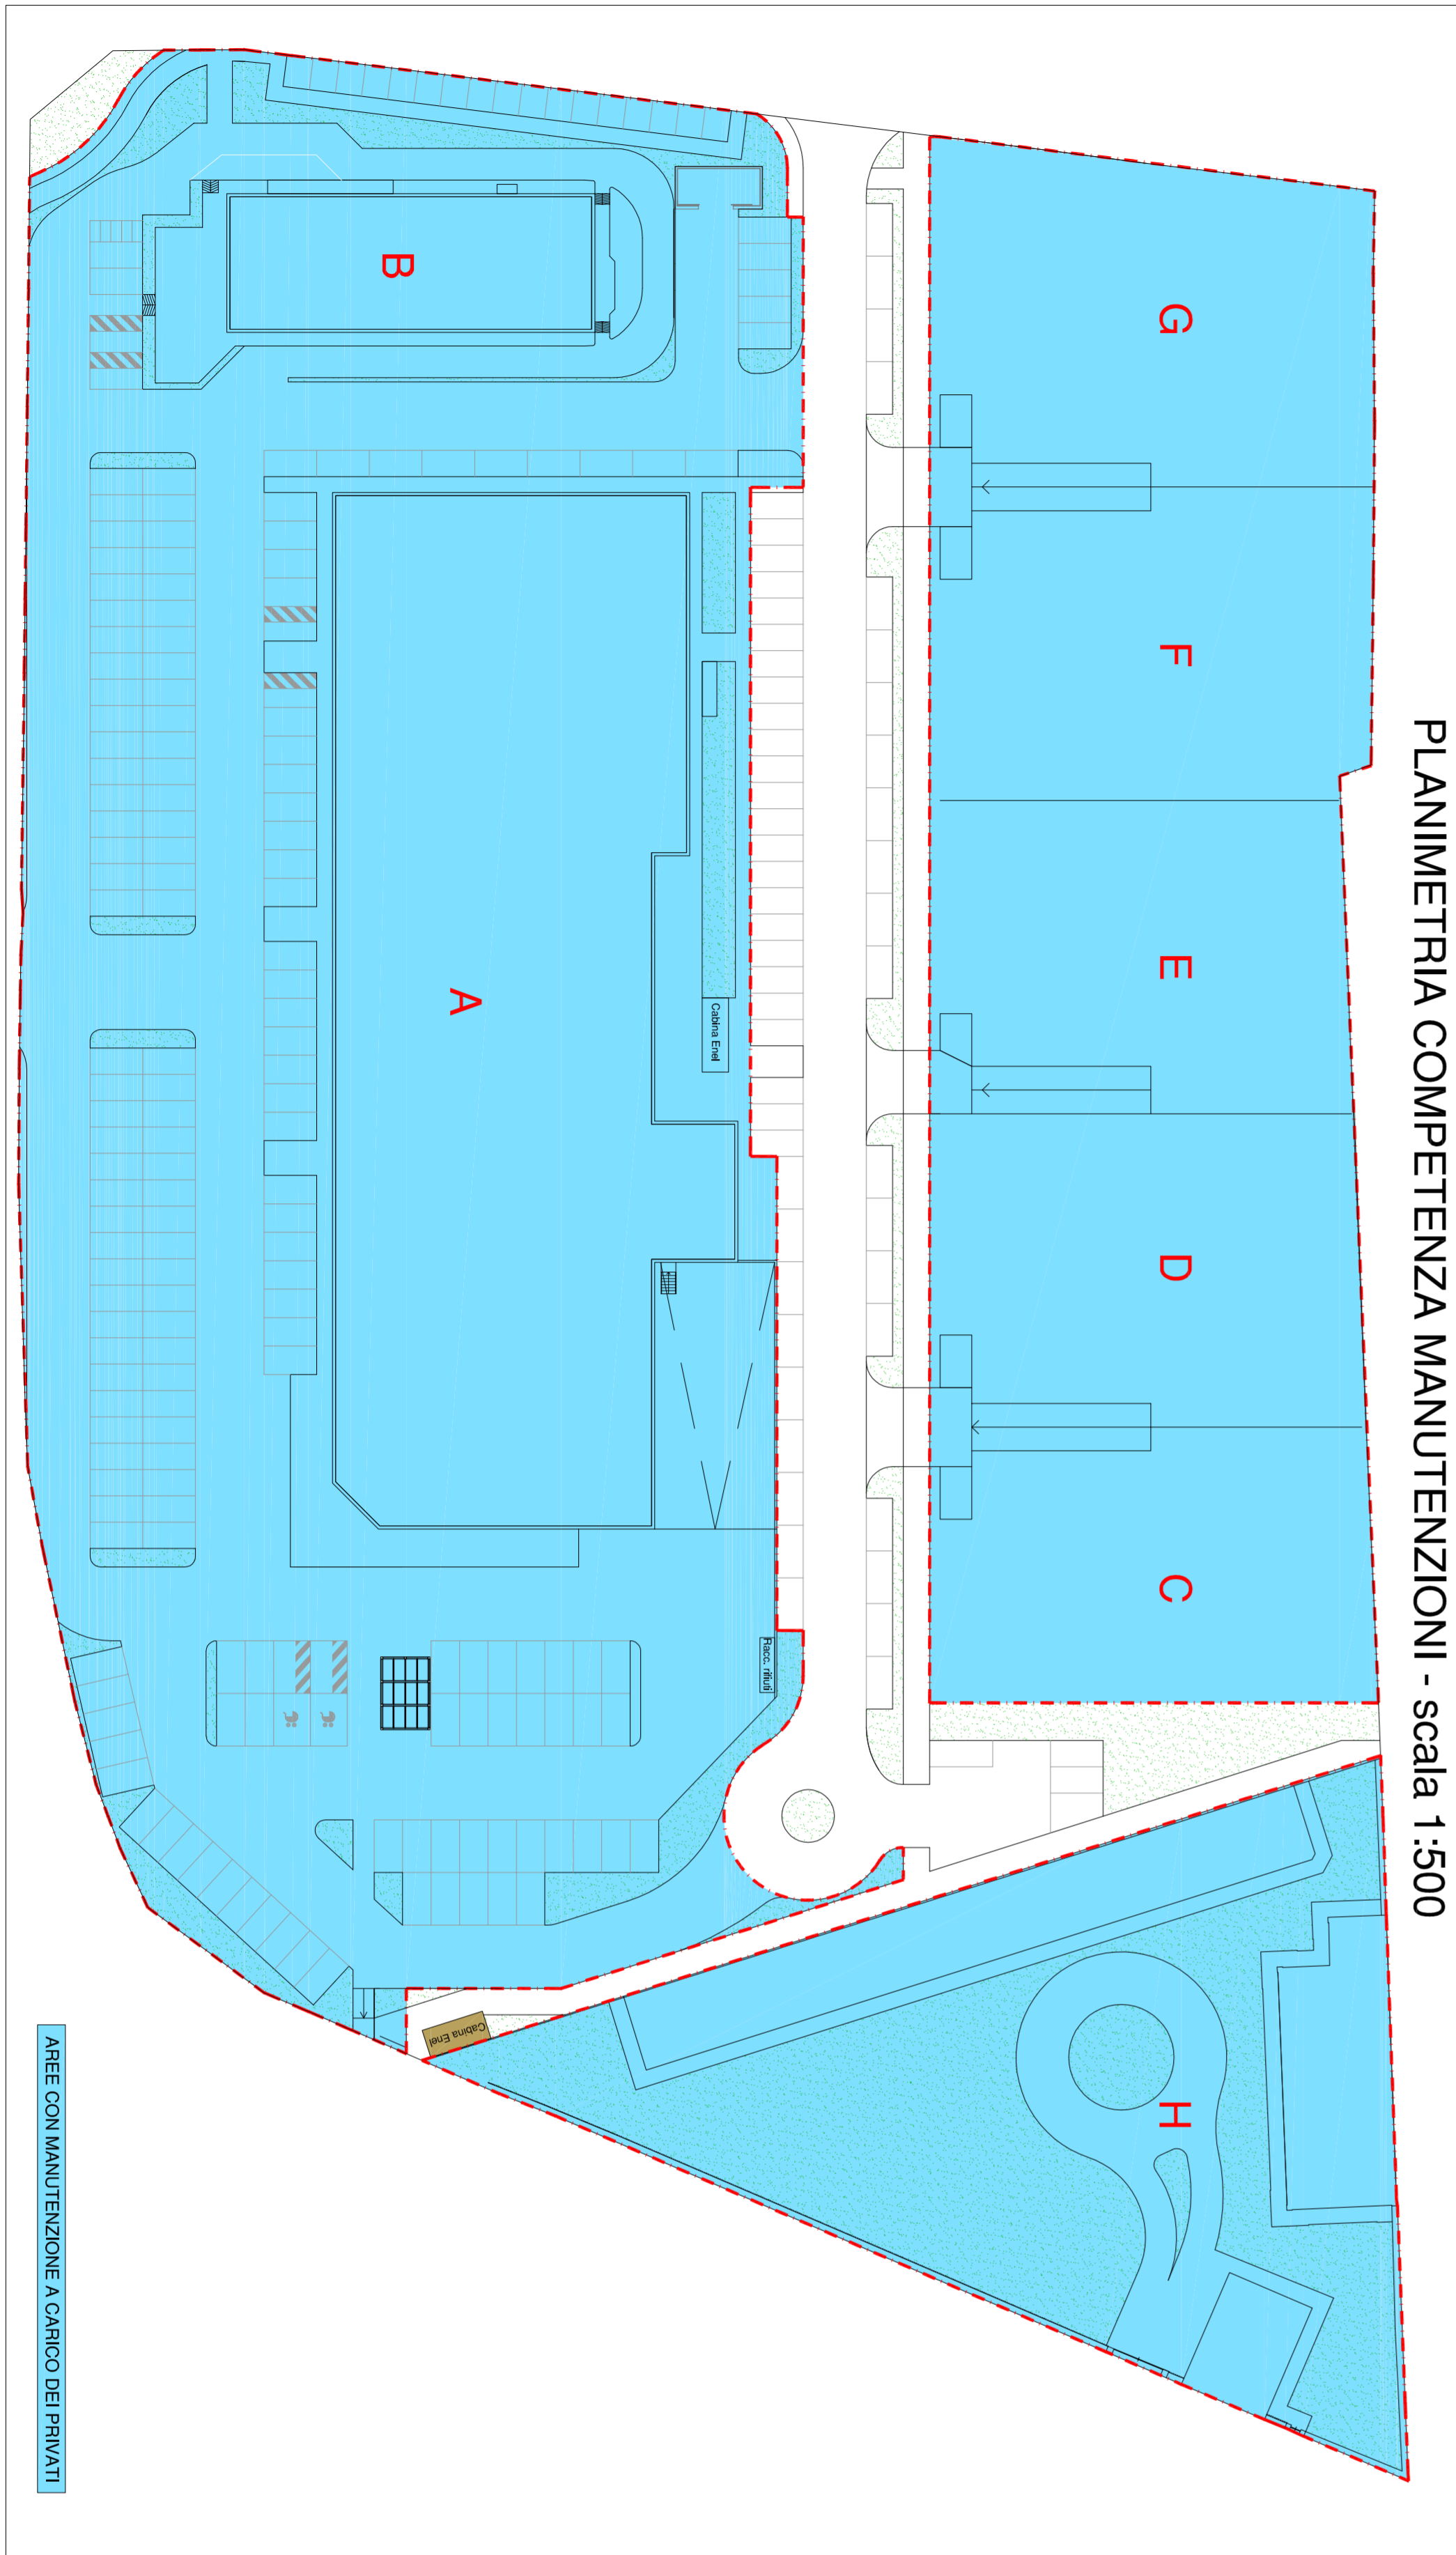 PLANIMETRIA COMPETENZA MANUTENZIONI - scala 1:500
G
F
E
D
C
H
B
A
Cabina Enel
Racc. rifiuti
Cabina Enel
AREE CON MANUTENZIONE A CARICO DEI PRIVATI